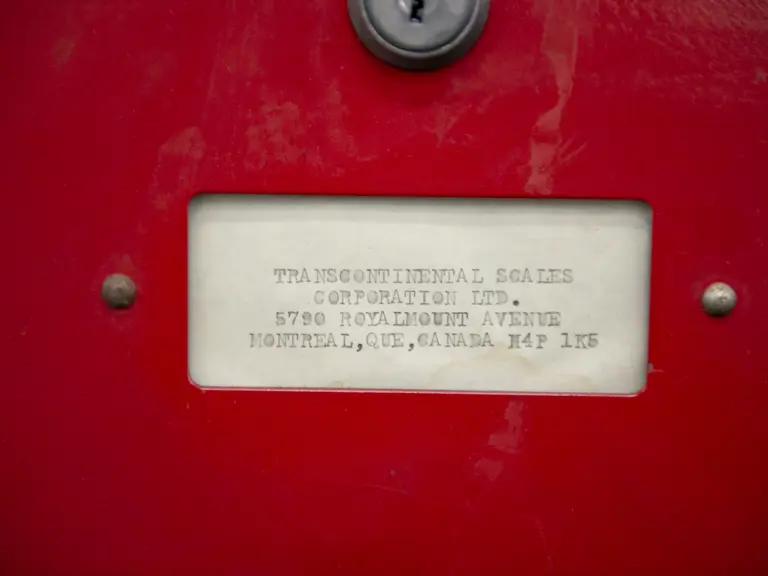 TRANSCONTINENTAL SCALES
CORPORATION LTD.
5790 ROYALMOUNT AVENUE
MONTREAL,QUE,CANADA H4P 1K5